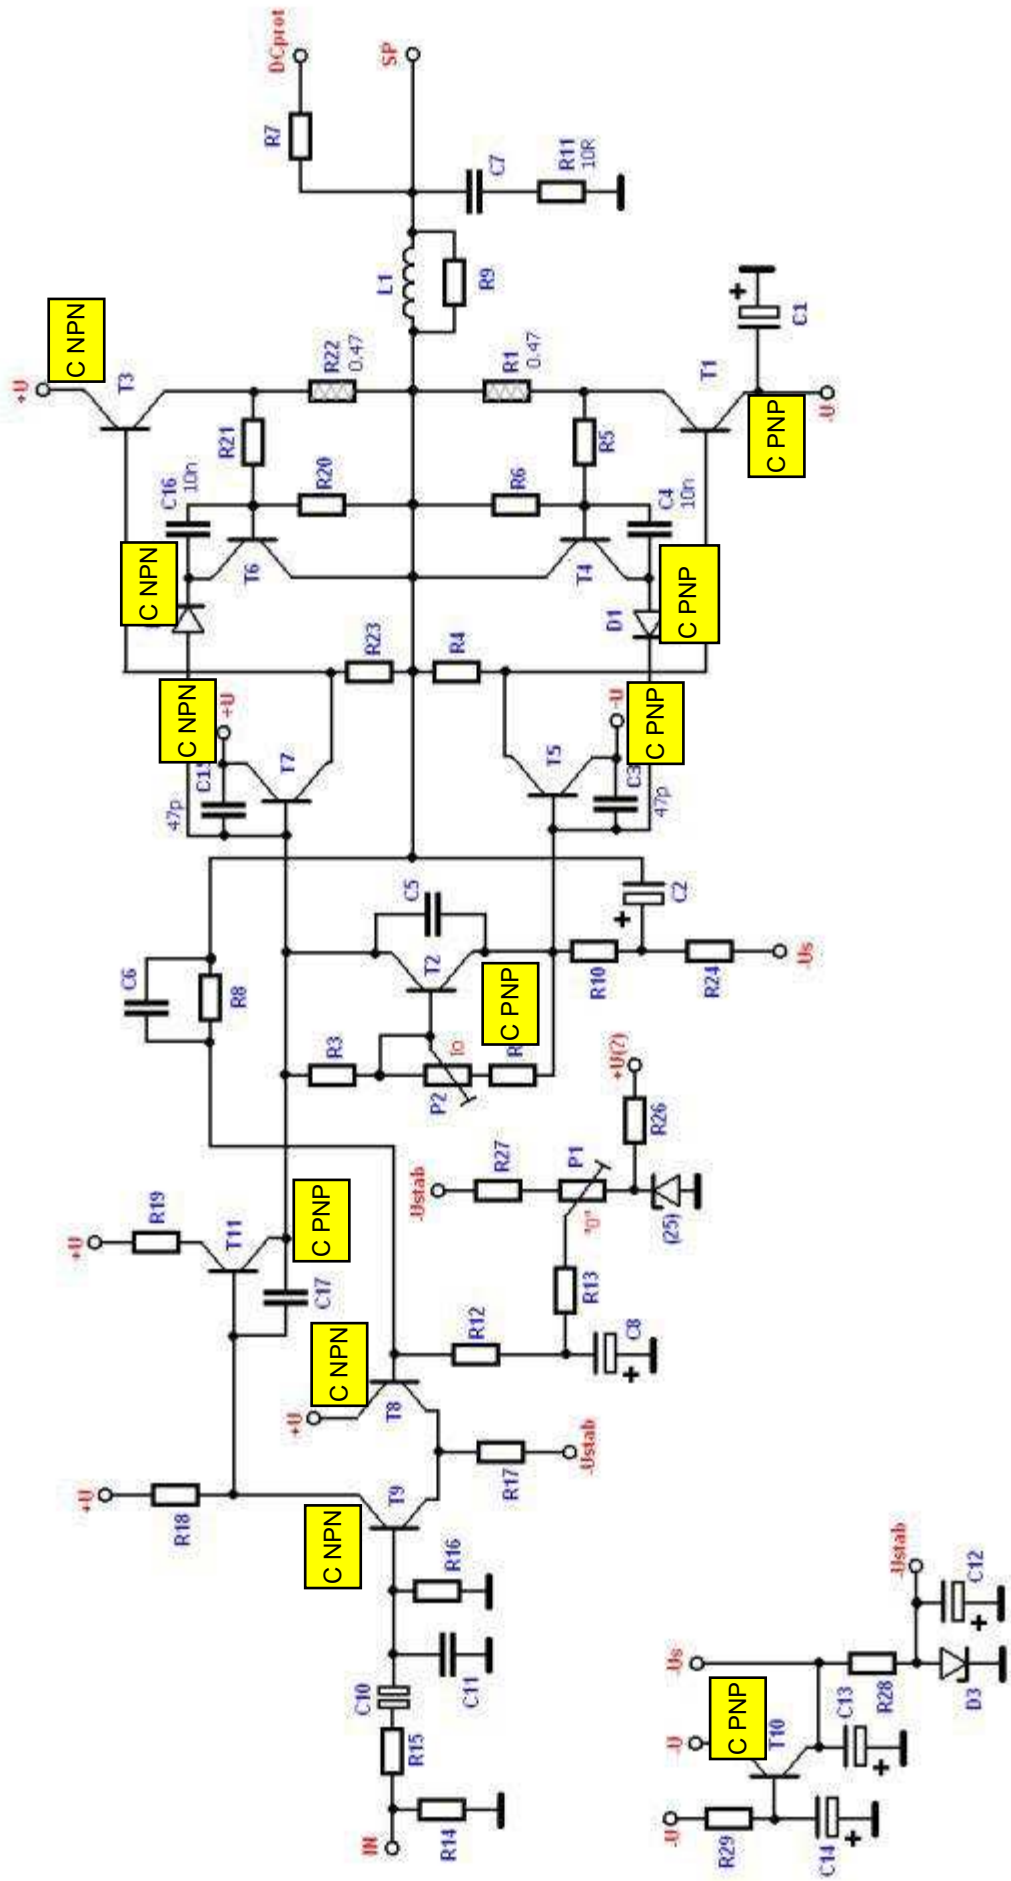 DCprot
SP
R7
C7
R11
10R
L1
R9
+U
C NPN
T3
R22
0.47
R1
0.47
T1
C1
-U
C PNP
R21
C16
10n
R20
R6
R5
C4
10n
C NPN
T6
T4
D1
C PNP
R23
R4
C NPN
+U
T7
47p
T5
-U
C3
47p
C PNP
C6
R8
C5
T2
C PNP
C2
R10
R24
-Us
R3
Io
P2
+U(?)
R26
R27
-Ustab
P1
"0"
(25)
R13
R12
C8
+U
R19
T11
C PNP
C17
C NPN
+U
T8
+U
R18
T9
C NPN
R17
-Ustab
R16
C10
C11
R15
IN
R14
-Ustab
C12
-Us
R28
D3
-U
C PNP
T10
C13
-U
R29
C14